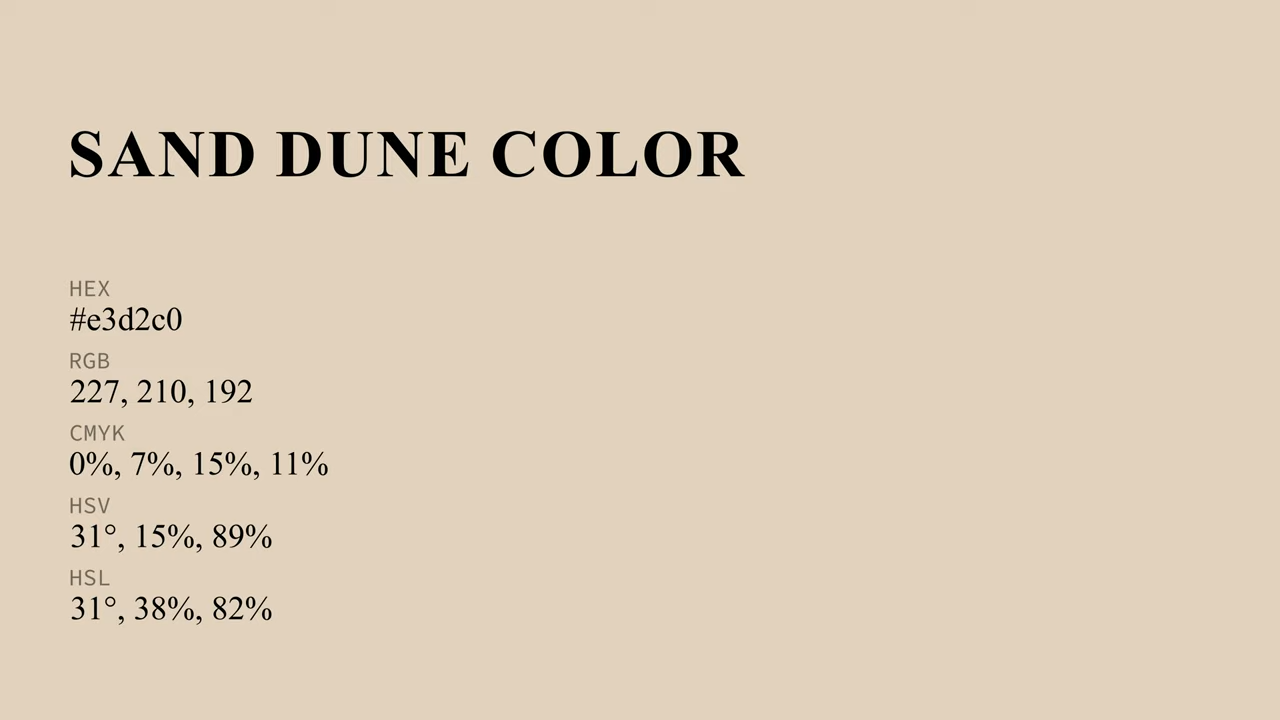 SAND DUNE COLOR
HEX
#e3d2c0
RGB
227, 210, 192
CMYK
0%, 7%, 15%, 11%
HSV
31°, 15%, 89%
HSL
31°, 38%, 82%